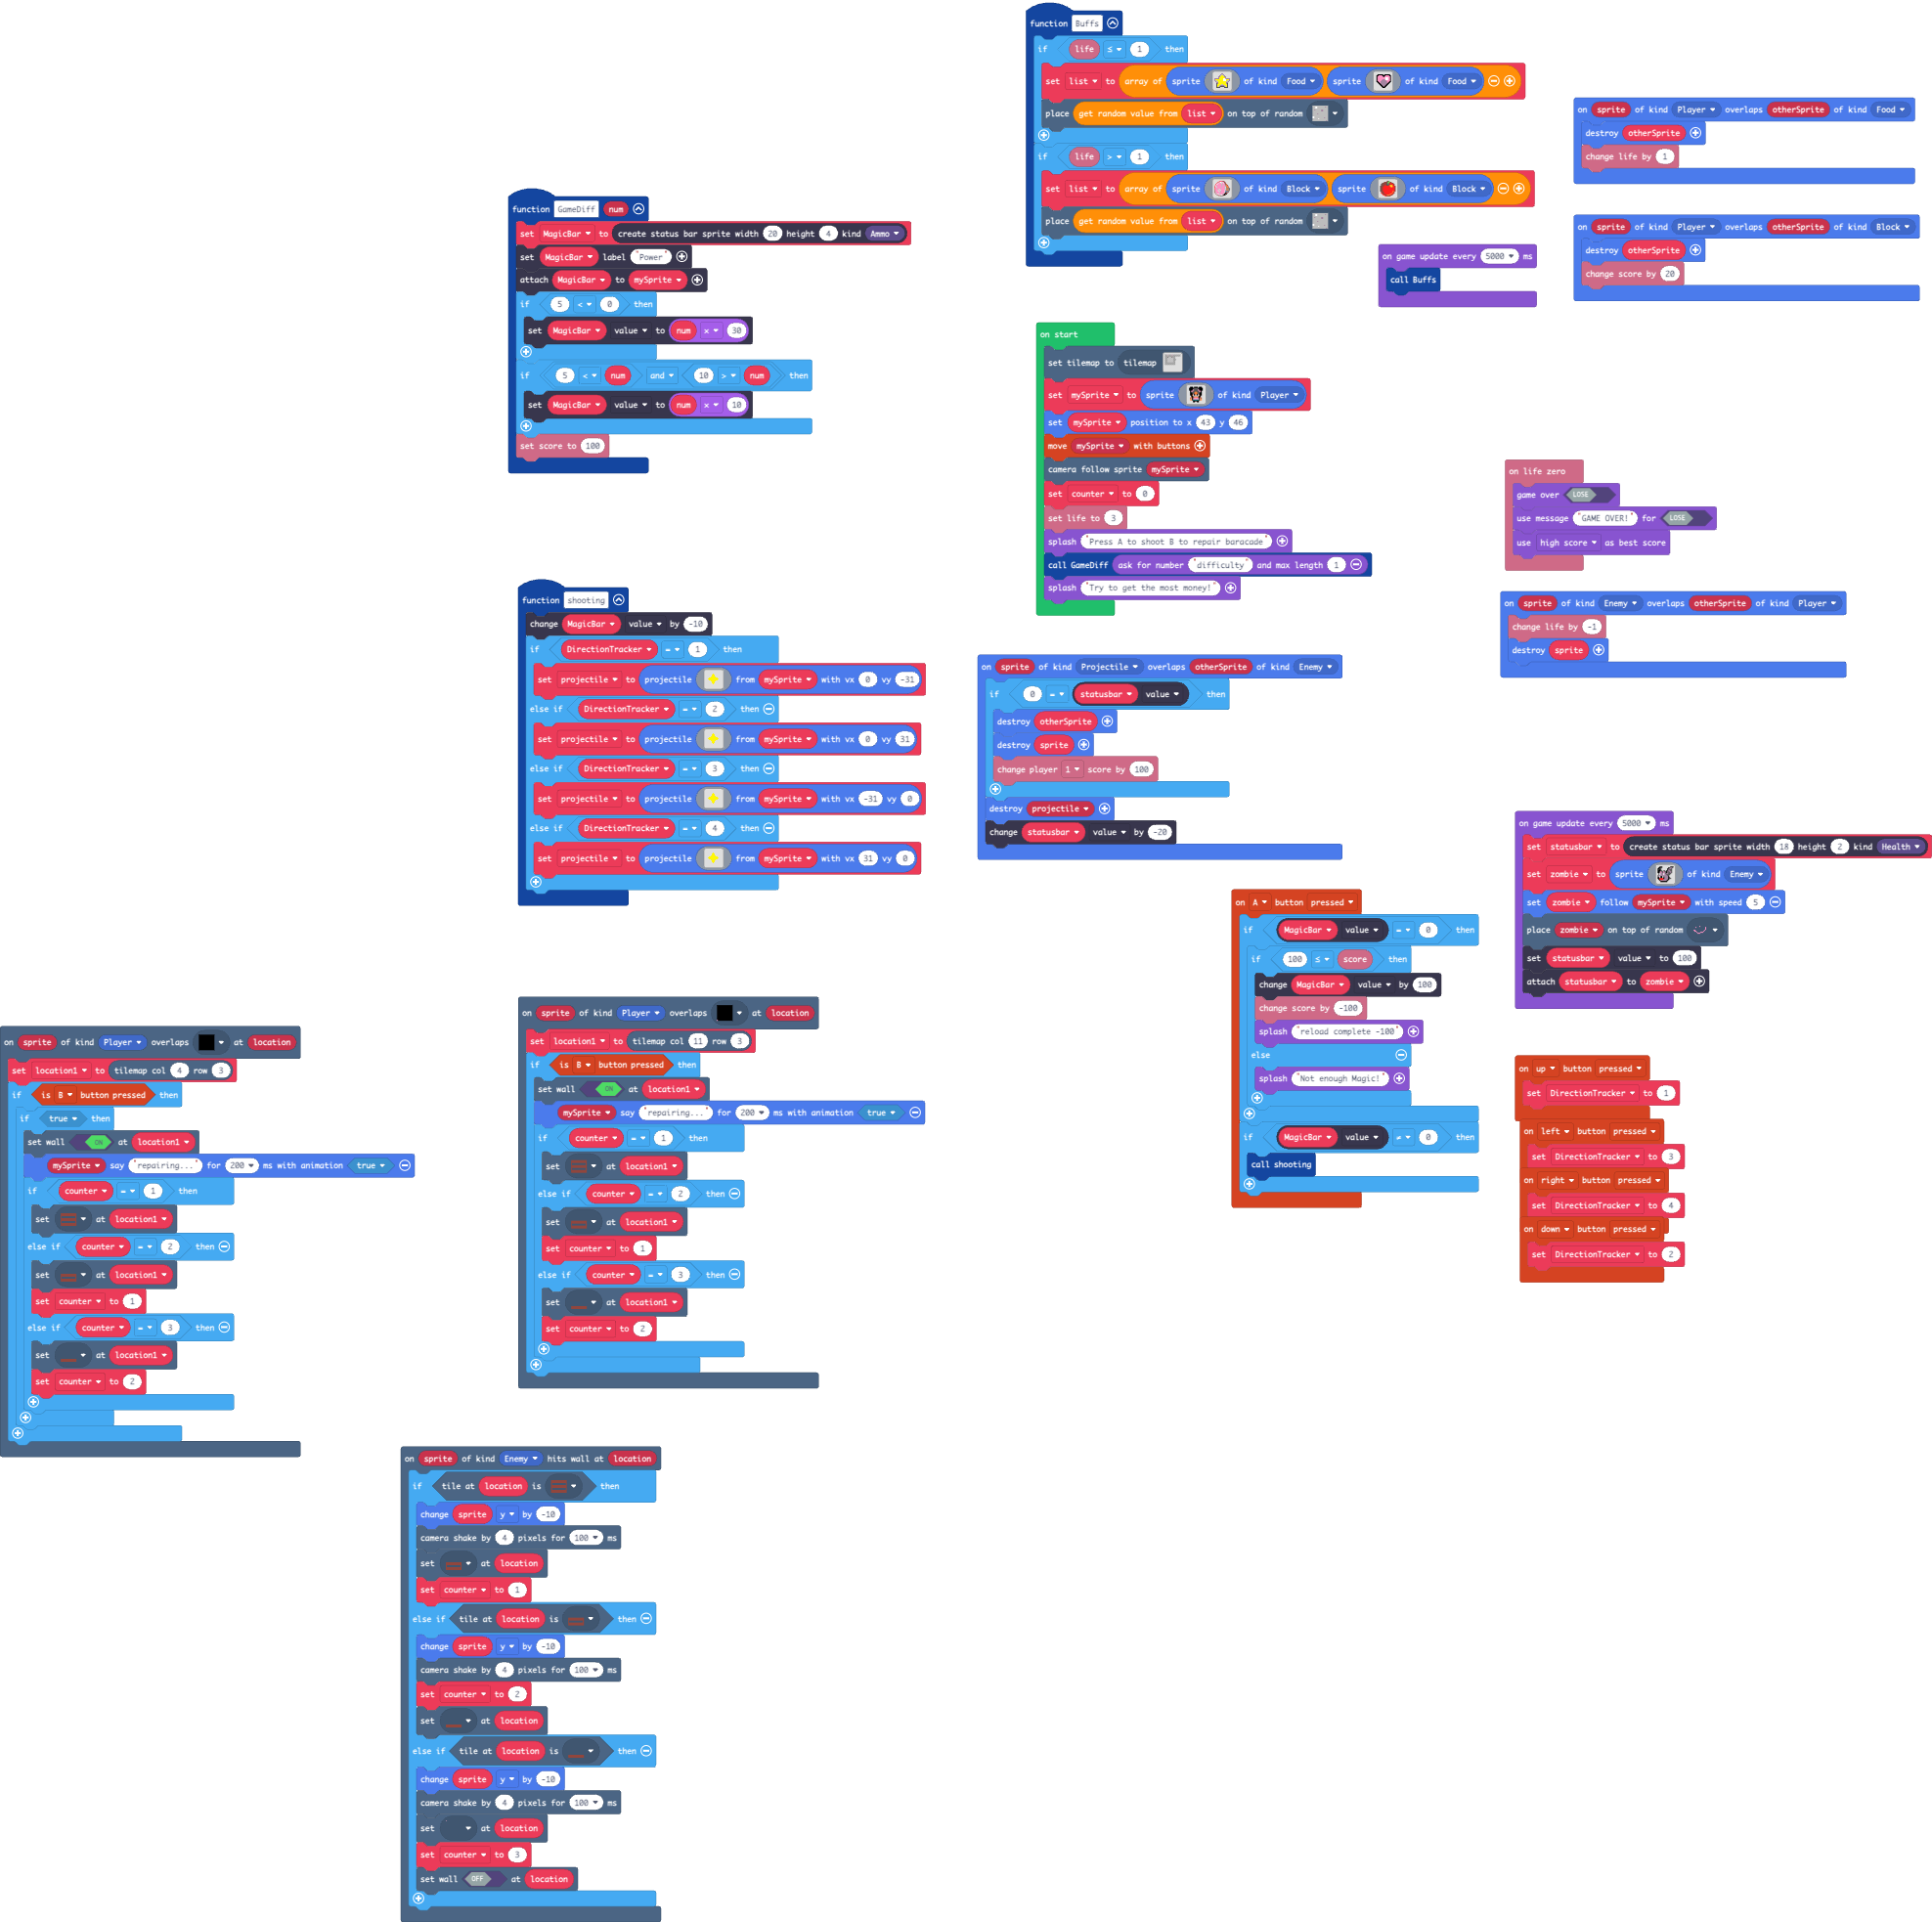 function Buffs
if life ≤ 1 then
set list to array of sprite of kind Food sprite of kind Food
place get random value from list on top of random
if life > 1 then
set list to array of sprite of kind Block sprite of kind Block
place get random value from list on top of random
on sprite of kind Player overlaps otherSprite of kind Food
destroy otherSprite
change life by 1
on sprite of kind Player overlaps otherSprite of kind Block
destroy otherSprite
change score by 20
on game update every 5000 ms
call Buffs
function GameDiff num
set MagicBar to create status bar sprite width 20 height 4 kind Ammo
set MagicBar label "Power"
attach MagicBar to mySprite
if 5 < 0 then
set MagicBar value to num × 30
if 5 < num and 10 > num then
set MagicBar value to num × 10
set score to 100
on start
set tilemap to tilemap
set mySprite to sprite of kind Player
set mySprite position to x 43 y 46
move mySprite with buttons
camera follow sprite mySprite
set counter to 0
set life to 3
splash "Press A to shoot B to repair baracade"
call GameDiff ask for number "difficulty" and max length 1
splash "Try to get the most money!"
on life zero
game over LOSE
use message "GAME OVER!" for LOSE
use high score as best score
on sprite of kind Enemy overlaps otherSprite of kind Player
change life by -1
destroy sprite
function shooting
change MagicBar value by -10
if DirectionTracker = 1 then
set projectile to projectile from mySprite with vx 0 vy -31
else if DirectionTracker = 2 then
set projectile to projectile from mySprite with vx 0 vy 31
else if DirectionTracker = 3 then
set projectile to projectile from mySprite with vx -31 vy 0
else if DirectionTracker = 4 then
set projectile to projectile from mySprite with vx 31 vy 0
on sprite of kind Projectile overlaps otherSprite of kind Enemy
if 0 = statusbar value then
destroy otherSprite
destroy sprite
change player 1 score by 100
destroy projectile
change statusbar value by -20
on game update every 5000 ms
set statusbar to create status bar sprite width 18 height 2 kind Health
set zombie to sprite of kind Enemy
set zombie follow mySprite with speed 5
place zombie on top of random
set statusbar value to 100
attach statusbar to zombie
on A button pressed
if MagicBar value = 0 then
if 100 ≤ score then
change MagicBar value by 100
change score by -100
splash "reload complete -100"
else
splash "Not enough Magic!"
if MagicBar value ≠ 0 then
call shooting
on up button pressed
set DirectionTracker to 1
on left button pressed
set DirectionTracker to 3
on right button pressed
set DirectionTracker to 4
on down button pressed
set DirectionTracker to 2
on sprite of kind Player overlaps at location
set location1 to tilemap col 4 row 3
if is B button pressed then
if true then
set wall ON at location1
mySprite say "repairing..." for 200 ms with animation true
if counter = 1 then
set at location1
else if counter = 2 then
set at location1
set counter to 1
else if counter = 3 then
set at location1
set counter to 2
on sprite of kind Player overlaps at location
set location1 to tilemap col 11 row 3
if is B button pressed then
set wall ON at location1
mySprite say "repairing..." for 200 ms with animation true
if counter = 1 then
set at location1
else if counter = 2 then
set at location1
set counter to 1
else if counter = 3 then
set at location1
set counter to 2
on sprite of kind Enemy hits wall at location
if tile at location is then
change sprite y by -10
camera shake by 4 pixels for 100 ms
set at location
set counter to 1
else if tile at location is then
change sprite y by -10
camera shake by 4 pixels for 100 ms
set counter to 2
set at location
else if tile at location is then
change sprite y by -10
camera shake by 4 pixels for 100 ms
set at location
set counter to 3
set wall OFF at location